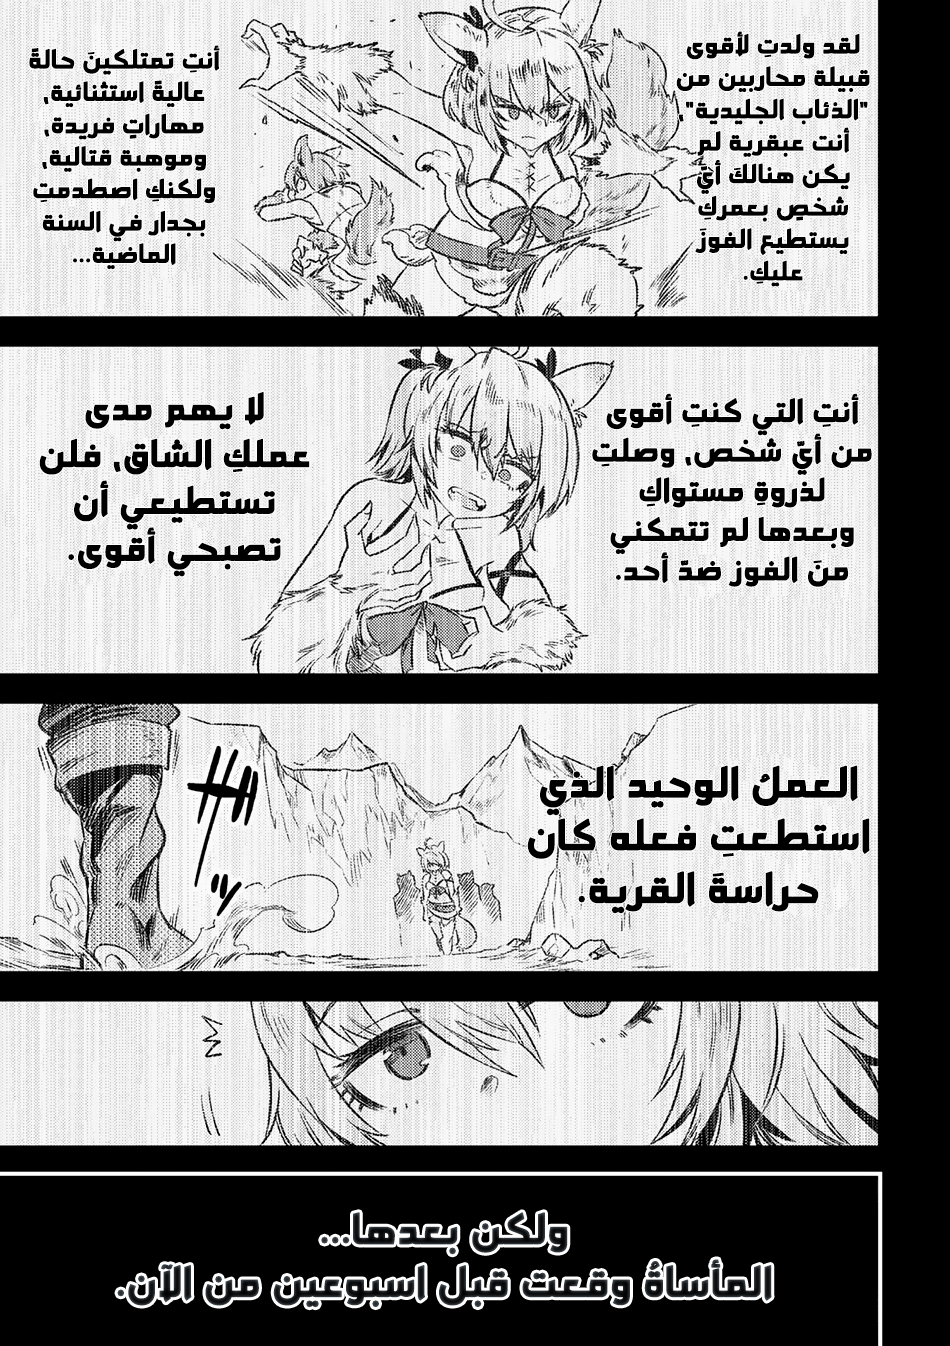 لقد ولدتِ لأقوى
قبيلة محاربين من
"الذئاب الجليدية"،
أنت عبقرية لم
يكن هنالكَ أيّ
شخصٍ بعمركِ
يستطيع الفوزَ
عليكِ.
أنتِ تمتلكينَ حالةً
عاليةً استثنائية،
مهاراتٍ فريدة،
وموهبة قتالية،
ولكنكِ اصطدمتِ
بجدار في السنة
الماضية...
أنتِ التي كنتِ أقوى
من أيّ شخص، وصلتِ
لذروةِ مستواكِ
وبعدها لم تتمكني
منَ الفوز ضدّ أحد.
لا يهم مدى
عملكِ الشاق، فلن
تستطيعي أن
تصبحي أقوى.
العملُ الوحيد الذي
استطعتِ فعله كان
حراسةَ القرية.
ولكن بعدها...
المأساةُ وقعت قبل اسبوعين من الآن.